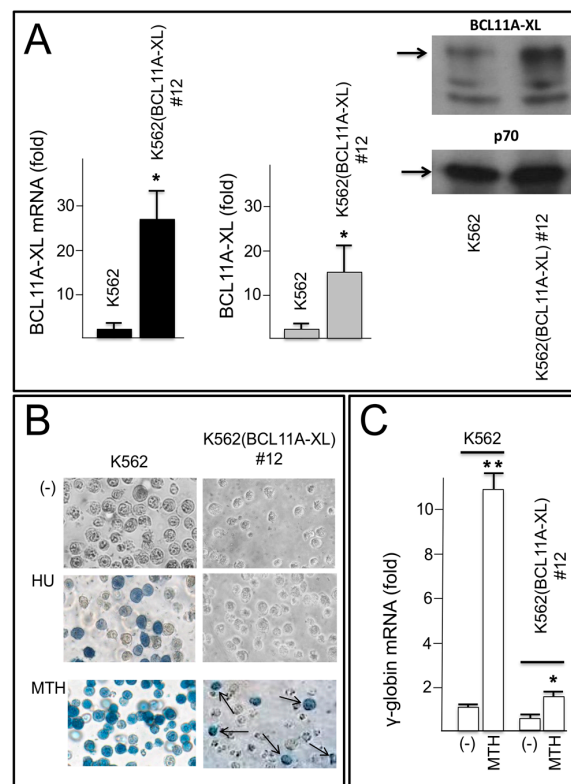 A
BCL11A-XL mRNA (fold)
30
20
10
K562
*
K562(BCL11A-XL)
#12
BCL11A-XL (fold)
30
20
10
K562
*
K562(BCL11A-XL)
#12
BCL11A-XL
p70
K562
K562(BCL11A-XL) #12
B
K562
K562(BCL11A-XL)
#12
(-)
HU
MTH
C
K562
γ-globin mRNA (fold)
10
8
6
4
2
**
*
K562(BCL11A-XL)
#12
(-)
MTH
(-)
MTH